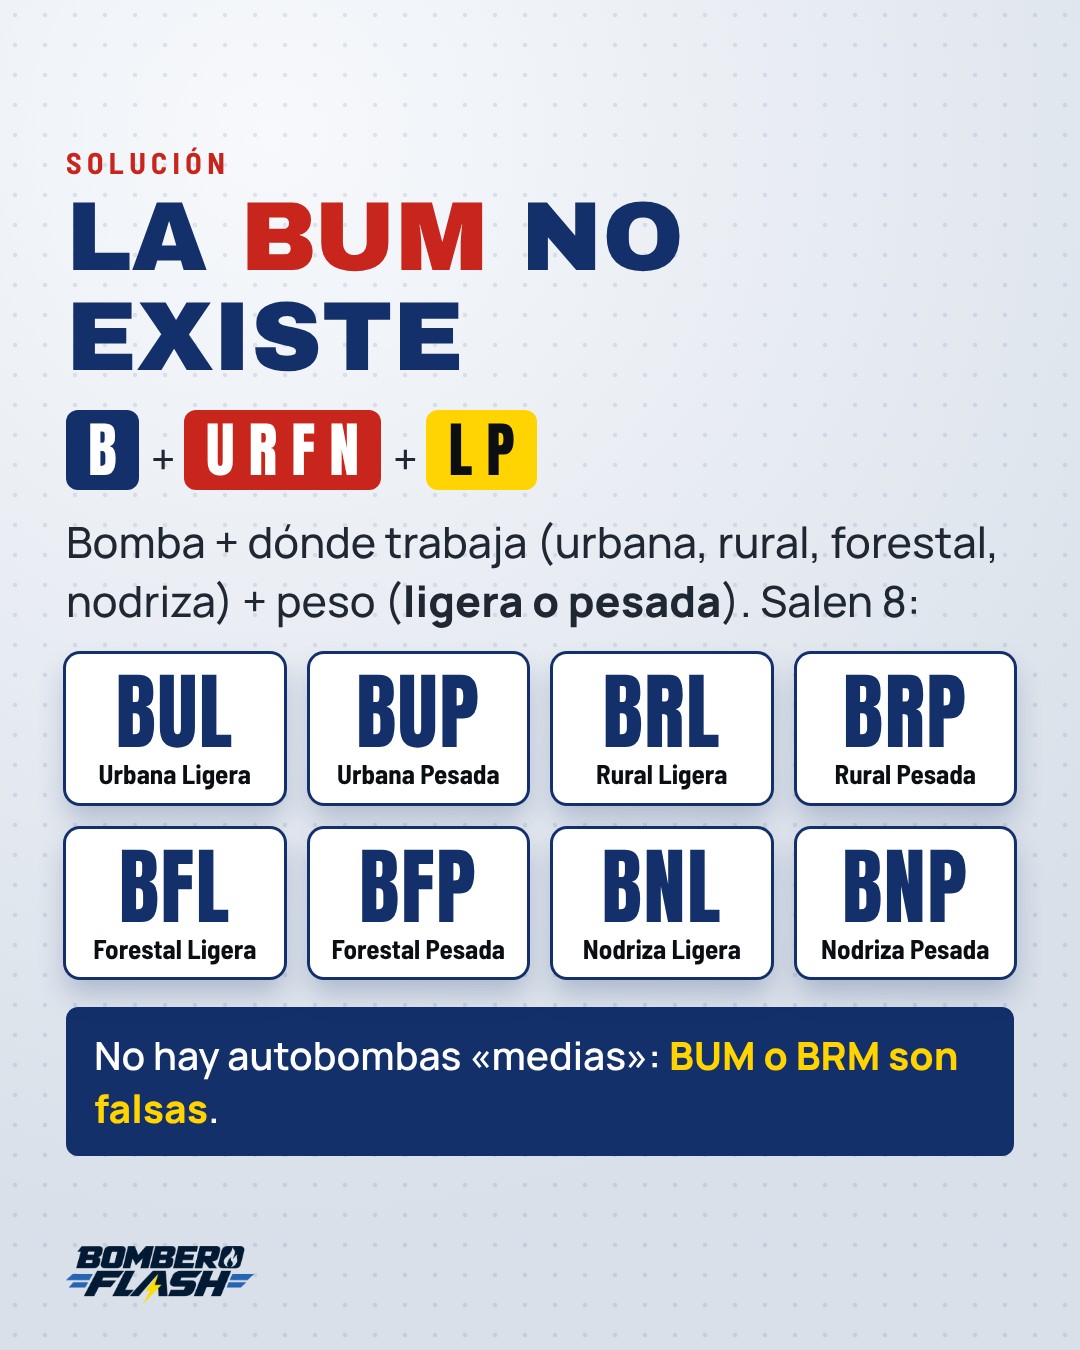 SOLUCIÓN
LA BUM NO
EXISTE
B + URFN + LP
Bomba + dónde trabaja (urbana, rural, forestal,
nodriza) + peso (ligera o pesada). Salen 8:
BUL BUP BRL BRP
Urbana Ligera Urbana Pesada Rural Ligera Rural Pesada
BFL BFP BNL BNP
Forestal Ligera Forestal Pesada Nodriza Ligera Nodriza Pesada
No hay autobombas «medias»: BUM o BRM son
falsas.
BOMBERO
FLASH